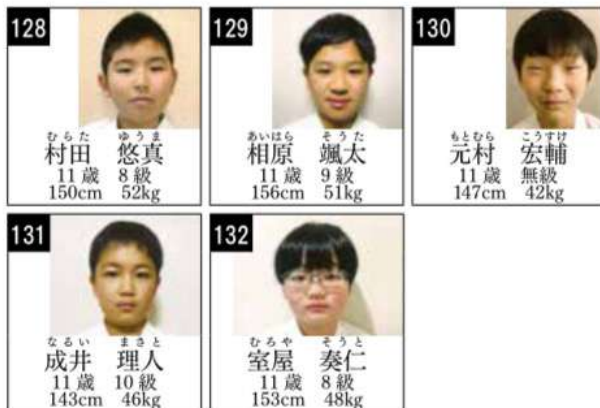 128
むらた ゆうま
村田 悠真
11歳 8級
150cm 52kg
129
あいはら そうた
相原 颯太
11歳 9級
156cm 51kg
130
もとむら こうすけ
元村 宏輔
11歳 無級
147cm 42kg
131
なるい まさと
成井 理人
11歳 10級
143cm 46kg
132
むろや そうと
室屋 奏仁
11歳 8級
153cm 48kg